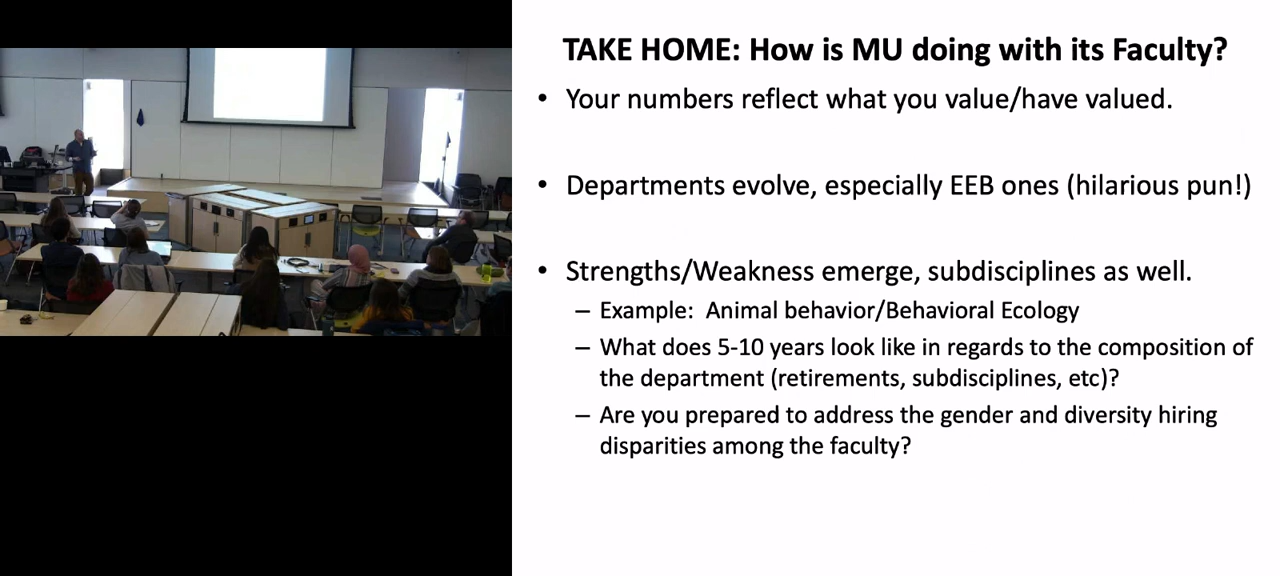 TAKE HOME: How is MU doing with its Faculty?
• Your numbers reflect what you value/have valued.
• Departments evolve, especially EEB ones (hilarious pun!)
• Strengths/Weakness emerge, subdisciplines as well.
– Example: Animal behavior/Behavioral Ecology
– What does 5-10 years look like in regards to the composition of
the department (retirements, subdisciplines, etc)?
– Are you prepared to address the gender and diversity hiring
disparities among the faculty?